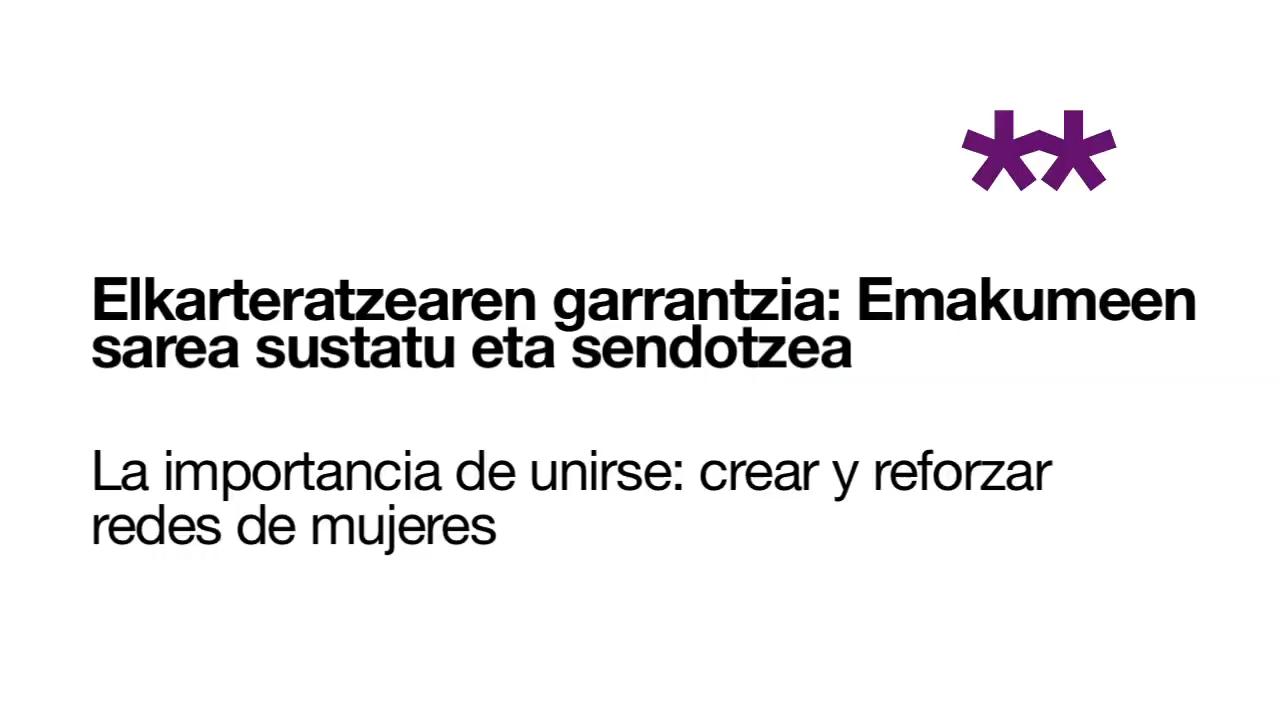 Elkarteratzearen garrantzia: Emakumeen
sarea sustatu eta sendotzea
La importancia de unirse: crear y reforzar
redes de mujeres